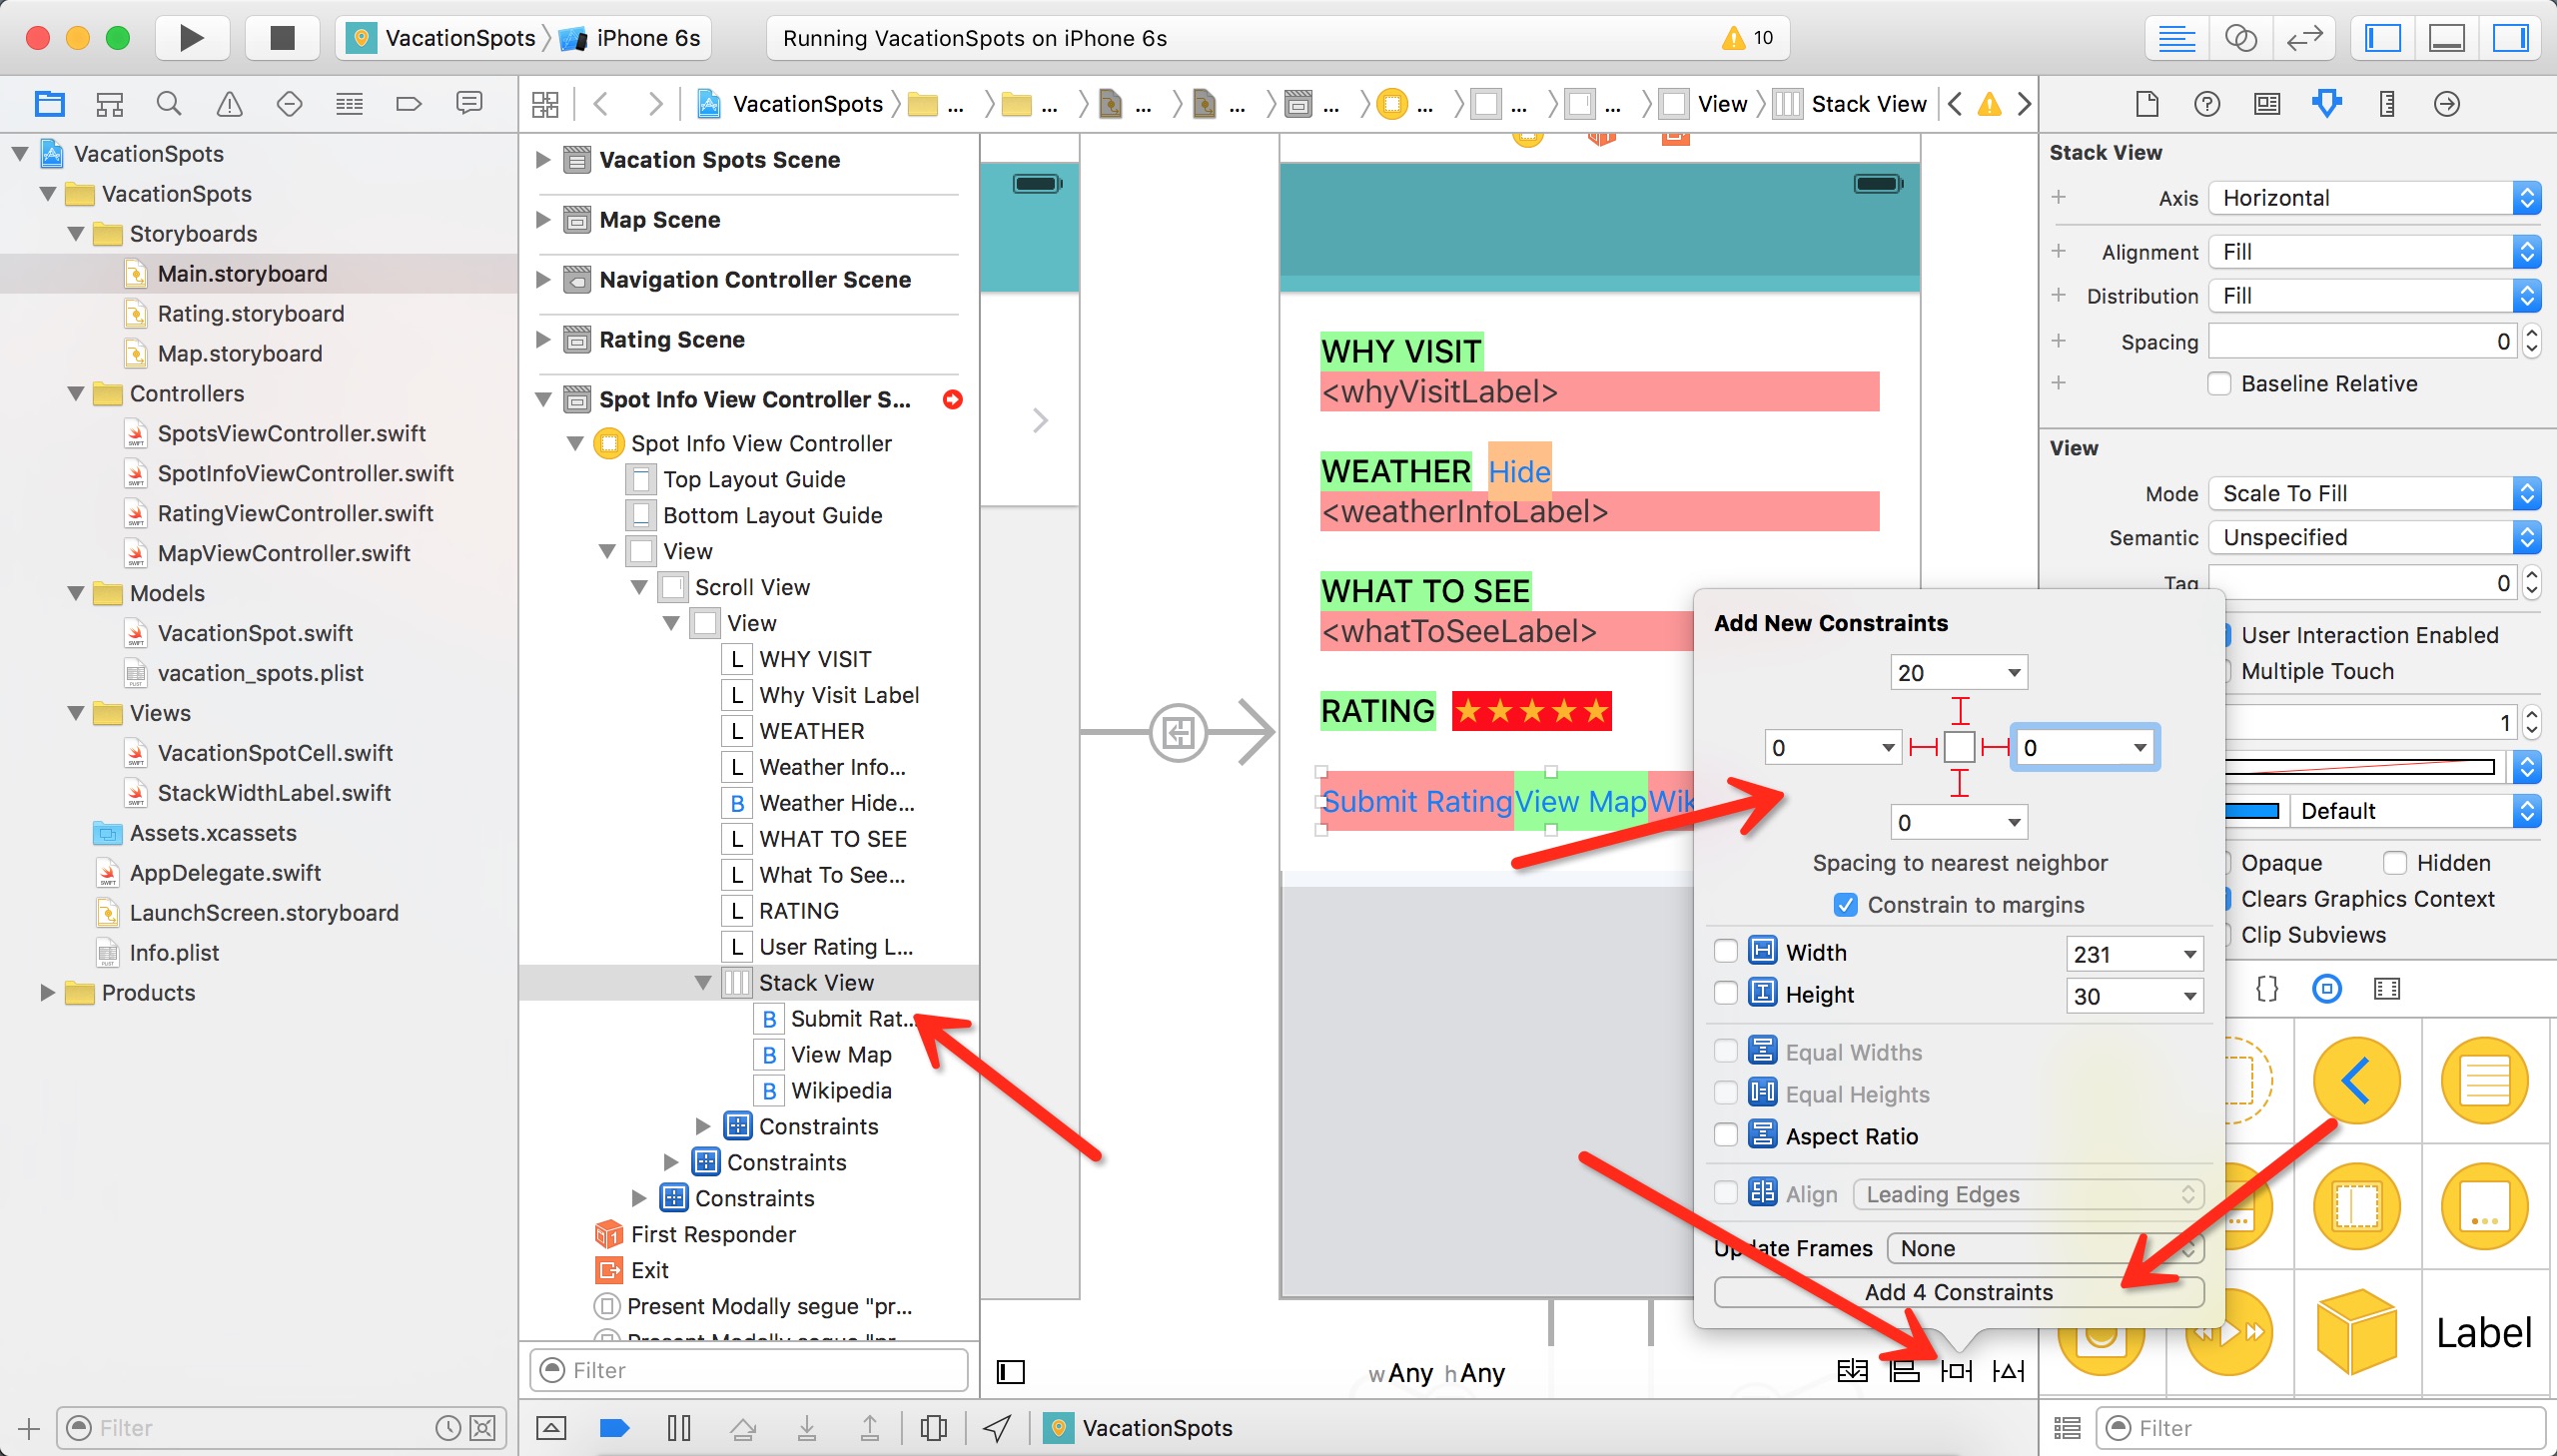 VacationSpots
iPhone 6s
Running VacationSpots on iPhone 6s
10
VacationSpots
...
...
...
...
...
...
...
...
View
Stack View
VacationSpots
VacationSpots
Storyboards
Main.storyboard
Rating.storyboard
Map.storyboard
Controllers
SpotsViewController.swift
SpotInfoViewController.swift
RatingViewController.swift
MapViewController.swift
Models
VacationSpot.swift
vacation_spots.plist
Views
VacationSpotCell.swift
StackWidthLabel.swift
Assets.xcassets
AppDelegate.swift
LaunchScreen.storyboard
Info.plist
Products
Filter
Vacation Spots Scene
Map Scene
Navigation Controller Scene
Rating Scene
Spot Info View Controller S...
Spot Info View Controller
Top Layout Guide
Bottom Layout Guide
View
Scroll View
View
L WHY VISIT
L Why Visit Label
L WEATHER
L Weather Info...
B Weather Hide...
L WHAT TO SEE
L What To See...
L RATING
L User Rating L...
Stack View
B Submit Rat...
B View Map
B Wikipedia
Constraints
Constraints
Constraints
First Responder
Exit
Present Modally segue "pr...
Present Modally segue "pr...
Filter
WHY VISIT
<whyVisitLabel>
WEATHER Hide
<weatherInfoLabel>
WHAT TO SEE
<whatToSeeLabel>
RATING ★★★★★
Submit Rating View Map Wik
wAny hAny
VacationSpots
Add New Constraints
20
0
0
0
Spacing to nearest neighbor
Constrain to margins
Width 231
Height 30
Equal Widths
Equal Heights
Aspect Ratio
Align Leading Edges
Update Frames None
Add 4 Constraints
Stack View
Axis Horizontal
Alignment Fill
Distribution Fill
Spacing 0
Baseline Relative
View
Mode Scale To Fill
Semantic Unspecified
Tag 0
User Interaction Enabled
Multiple Touch
1
Default
Opaque Hidden
Clears Graphics Context
Clip Subviews
{}
Label
Filter